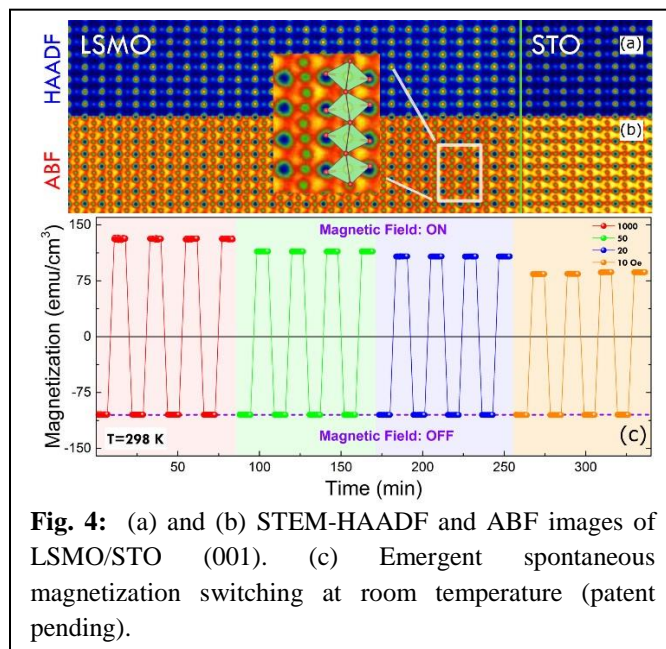 LSMO
STO
(a)
HAADF
(b)
ABF
150
Magnetic Field: ON
1000
50
20
10 Oe
75
0
-75
-150
Magnetization (emu/cm³)
Magnetic Field: OFF
T=298 K
(c)
50
100
150
200
250
300
Time (min)
Fig. 4: (a) and (b) STEM-HAADF and ABF images of
LSMO/STO (001). (c) Emergent spontaneous
magnetization switching at room temperature (patent
pending).